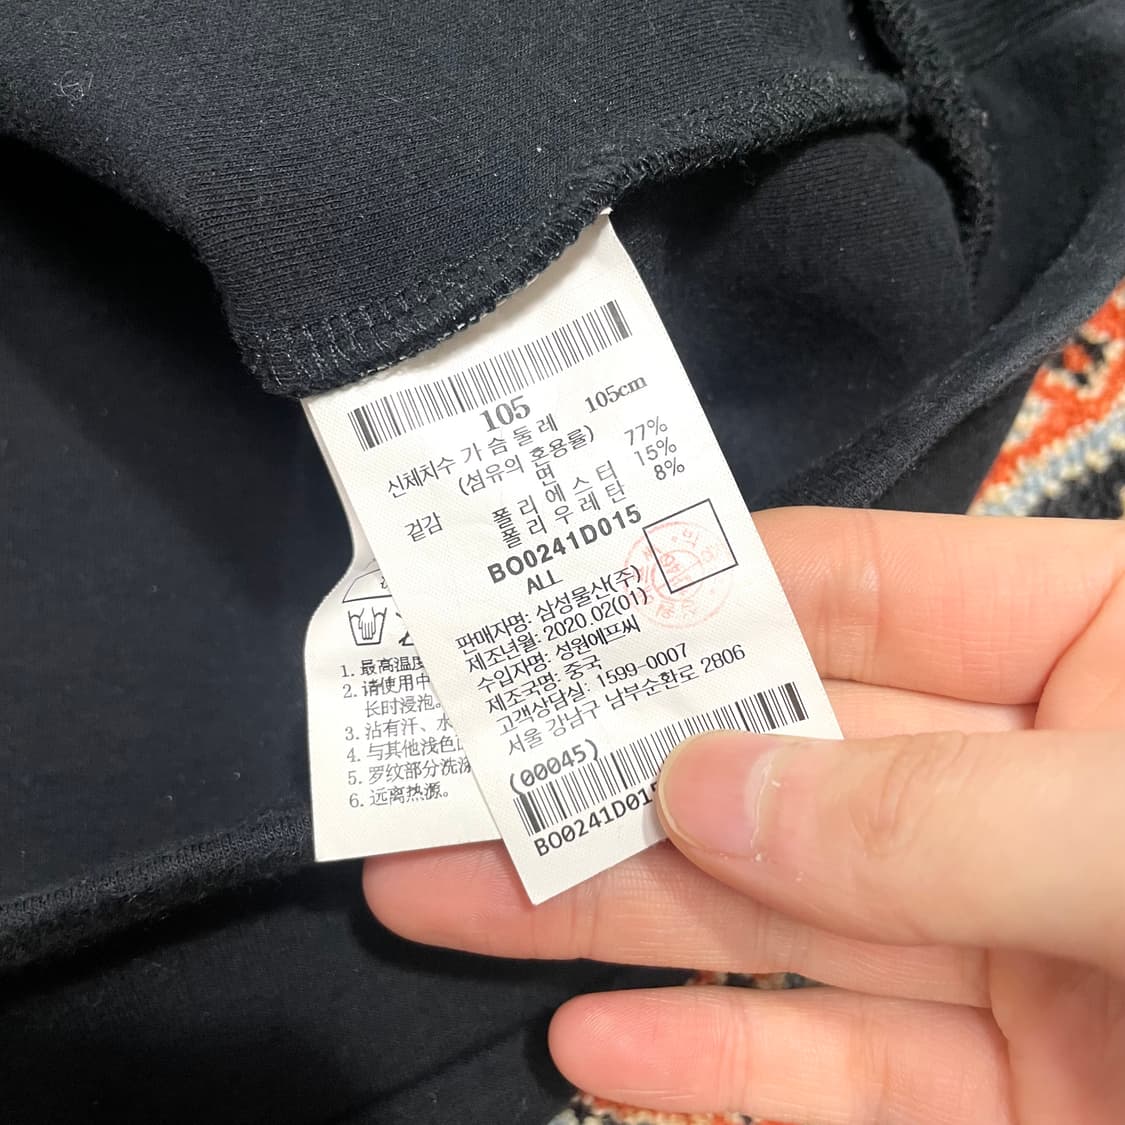 105
신체치수 가슴둘레 105cm
(섬유의 혼용률)
겉감 면 77%
폴리에스터 15%
폴리우레탄 8%
BO0241D015
ALL
판매자명: 삼성물산(주)
제조년월: 2020.02(01)
수입자명: 성원에프씨
제조국명: 중국
고객상담실: 1599-0007
서울 강남구 남부순환로 2806
(00045)
BO0241D015
1. 最高温度
2. 请使用中
长时浸泡。
3. 沾有汗、水
4. 与其他浅色
5. 罗纹部分洗涤
6. 远离热源。